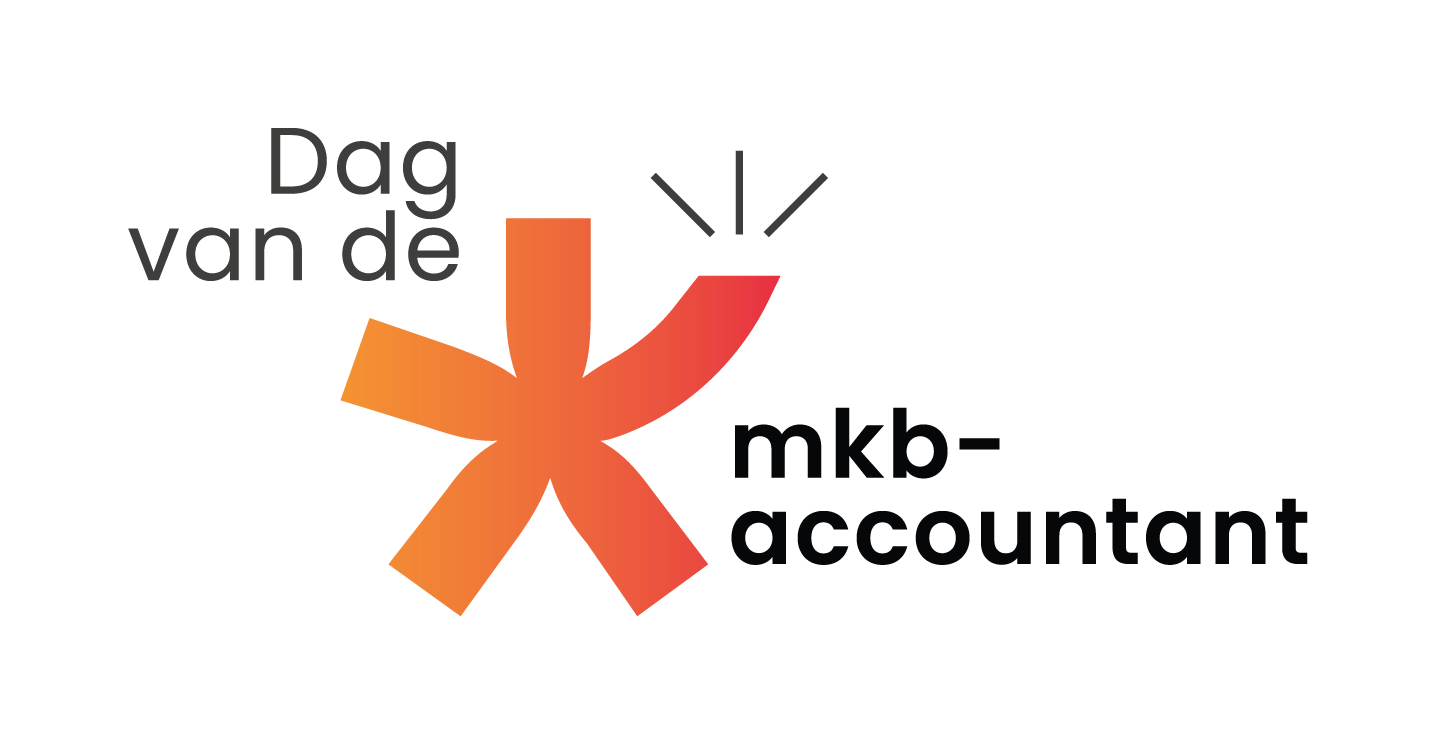 Dag
van de
mkb-
accountant